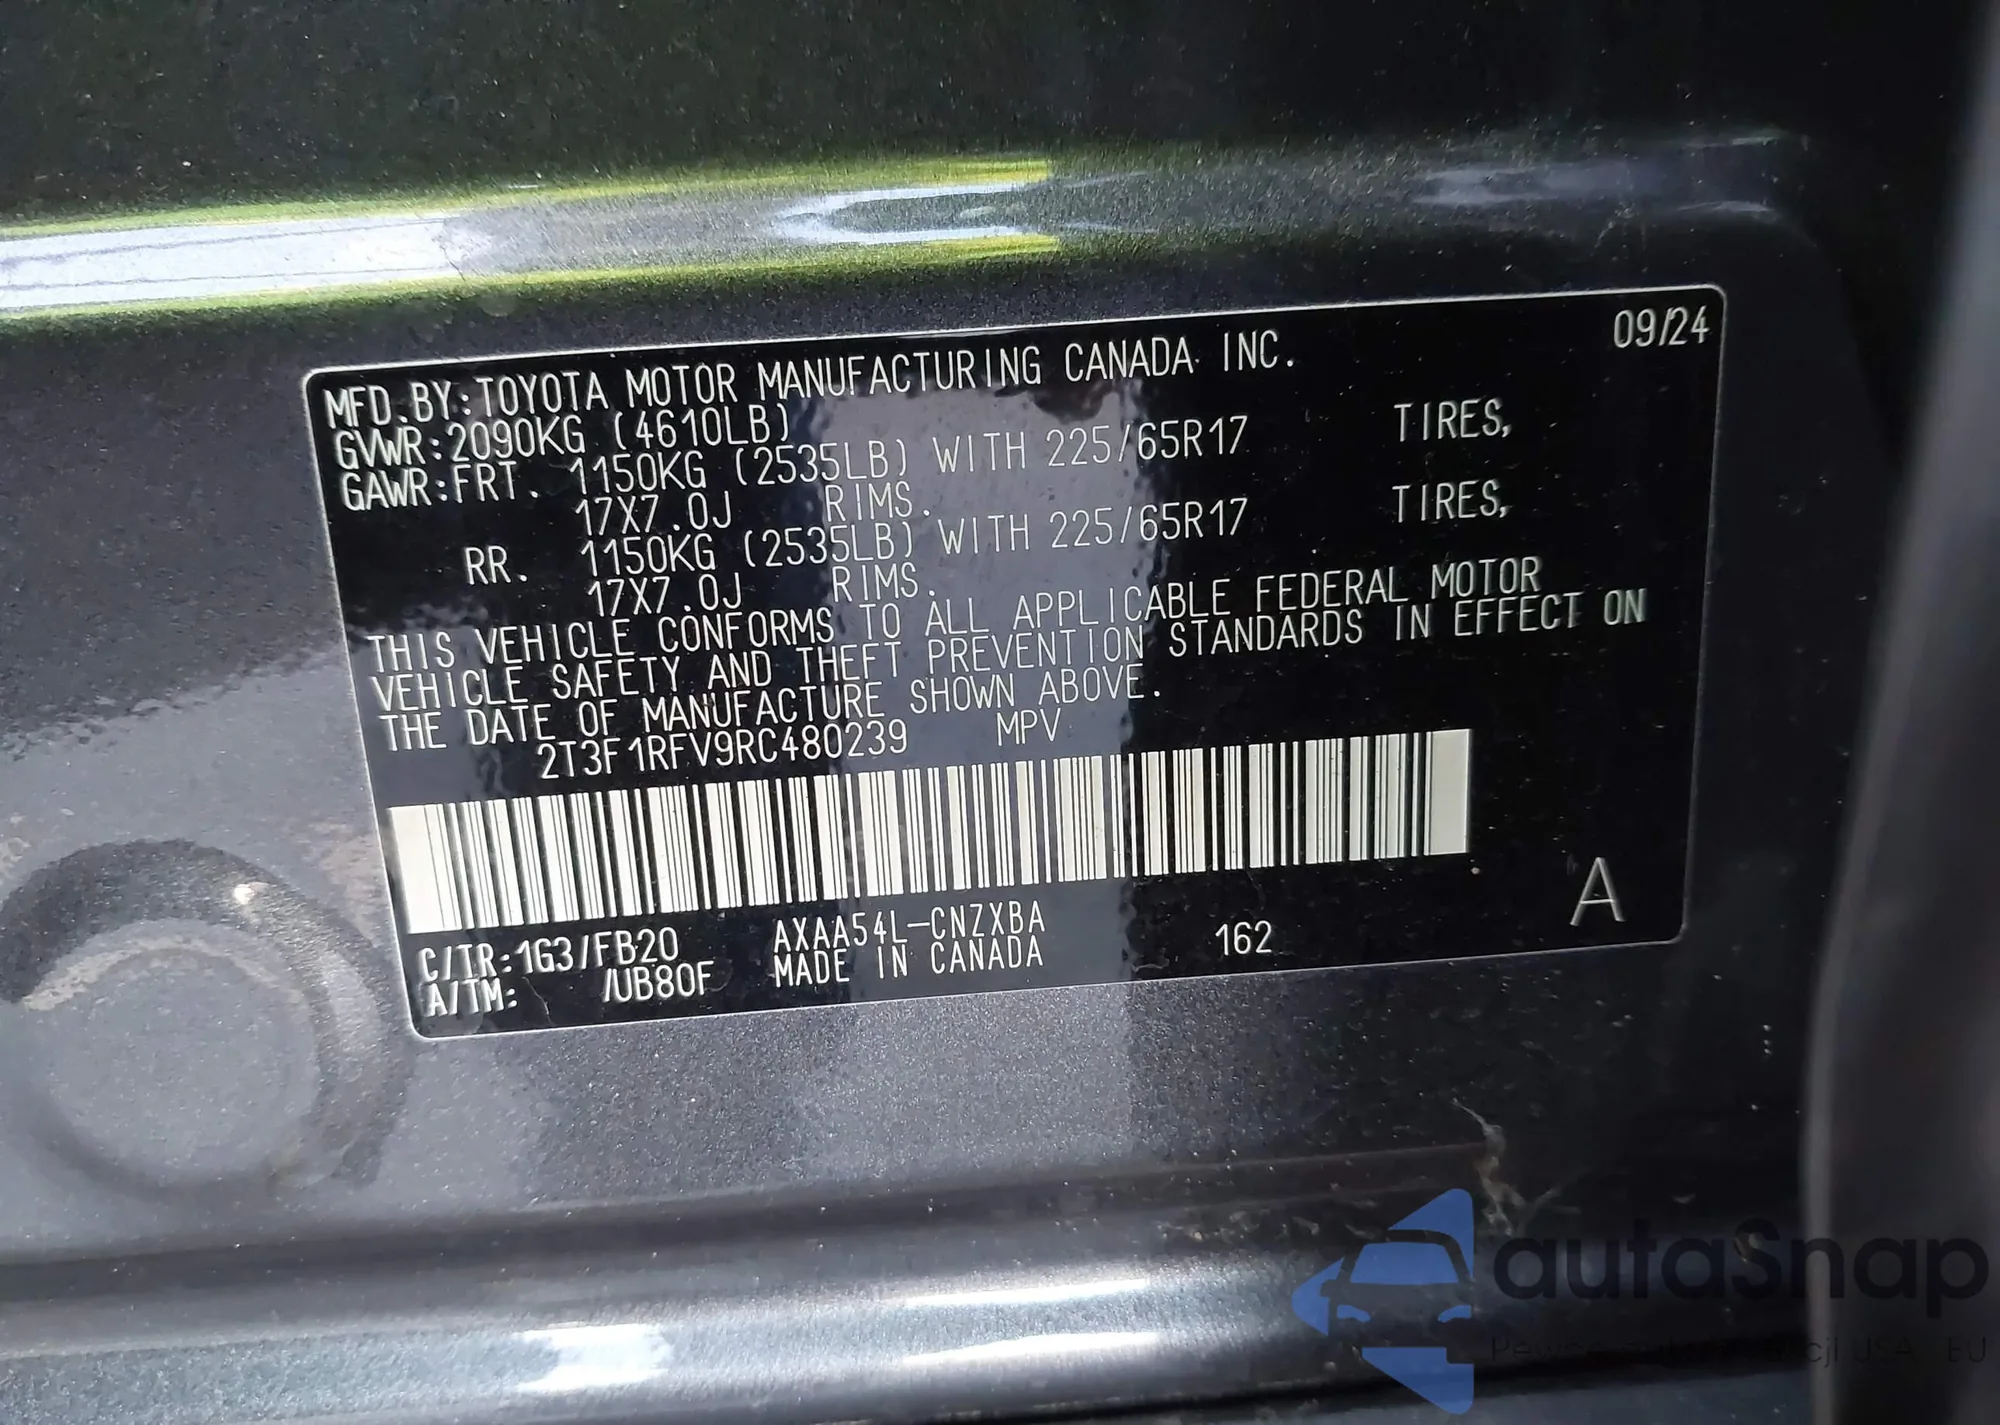 09/24
MFD.BY:TOYOTA MOTOR MANUFACTURING CANADA INC.
GVWR:2090KG (4610LB)
GAWR:FRT. 1150KG (2535LB) WITH 225/65R17 TIRES,
17X7.0J RIMS.
RR. 1150KG (2535LB) WITH 225/65R17 TIRES,
17X7.0J RIMS.
THIS VEHICLE CONFORMS TO ALL APPLICABLE FEDERAL MOTOR
VEHICLE SAFETY AND THEFT PREVENTION STANDARDS IN EFFECT ON
THE DATE OF MANUFACTURE SHOWN ABOVE.
2T3F1RFV9RC480239 MPV
C/TR:1G3/FB20 AXAA54L-CNZXBA 162 A
A/TM: /UB80F MADE IN CANADA
autaSnap
USA EU